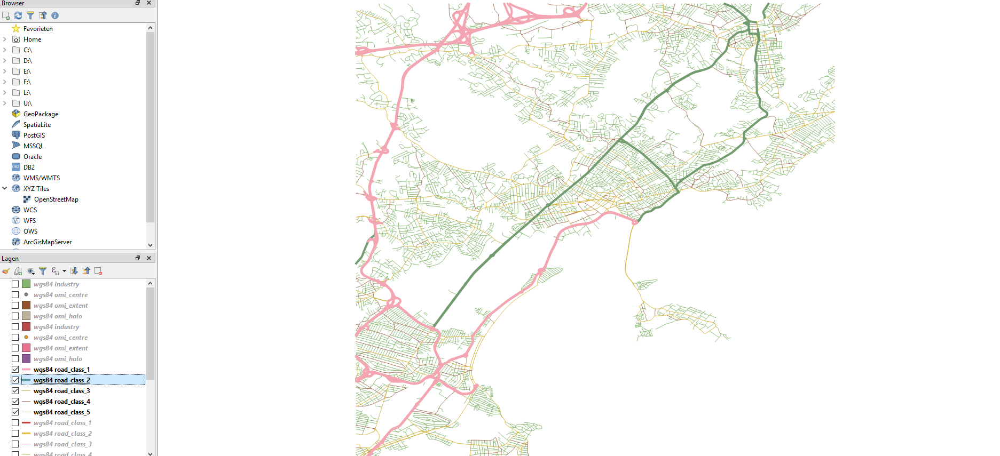 Browser
Favorieten
Home
C:\
D:\
E:\
F:\
L:\
U:\
GeoPackage
SpatiaLite
PostGIS
MSSQL
Oracle
DB2
DB2
WMS/WMTS
XYZ Tiles
OpenStreetMap
WCS
WFS
OWS
ArcGisMapServer
Lagen
wgs84 industry
wgs84 omi_centre
wgs84 omi_extent
wgs84 omi_halo
wgs84 industry
wgs84 omi_centre
wgs84 omi_extent
wgs84 omi_halo
wgs84 road_class_1
wgs84 road_class_2
wgs84 road_class_3
wgs84 road_class_4
wgs84 road_class_5
wgs84 road_class_1
wgs84 road_class_2
wgs84 road_class_3
wgs84 road_class_4